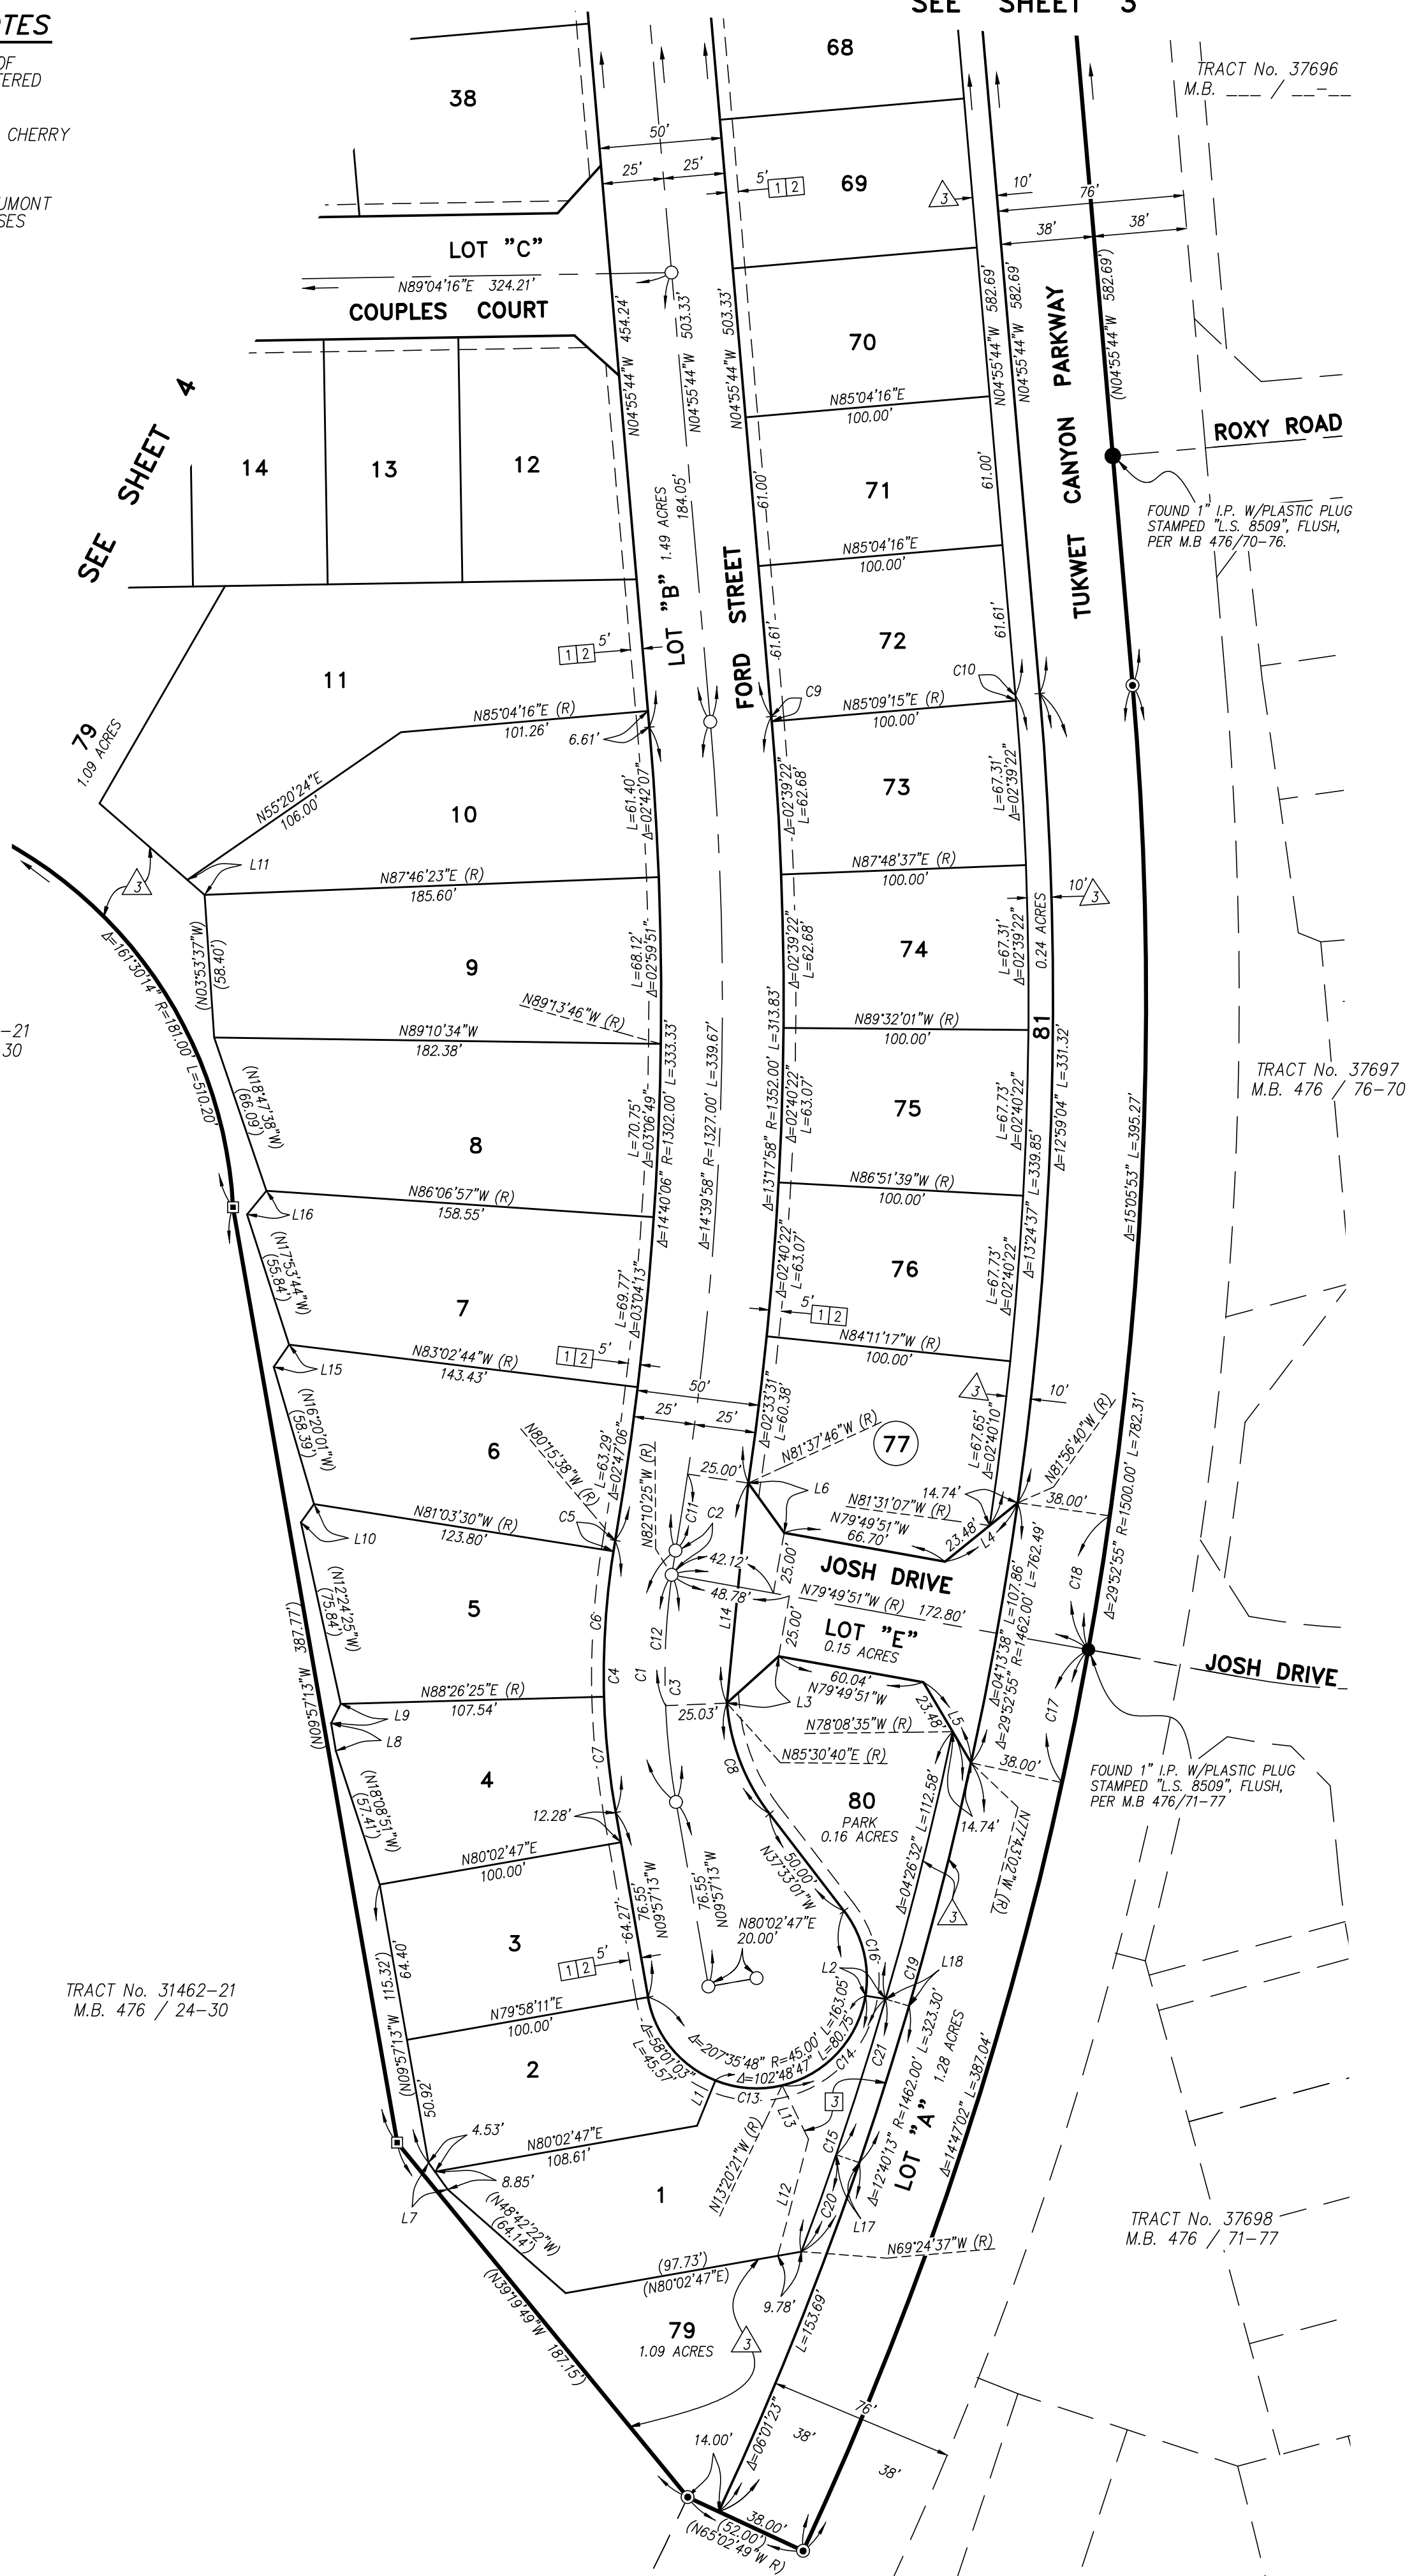 OTES
SEE SHEET 3
OF
TERED
CHERRY
UMONT
SES
TRACT No. 37696
M.B. ___ / __-__
68
38
50'
25' 25'
5'
1 2
69
3
10'
76'
38' 38'
LOT "C"
N89°04'16"E 324.21'
COUPLES COURT
N04°55'44"W 454.24'
N04°55'44"W 503.33'
N04°55'44"W 503.33'
N04°55'44"W 582.69'
N04°55'44"W 582.69'
(N04°55'44"W 582.69')
TUKWET CANYON PARKWAY
70
N85°04'16"E
100.00'
ROXY ROAD
SEE SHEET 4
14
13
12
71
61.00'
61.00'
N85°04'16"E
100.00'
FOUND 1" I.P. W/PLASTIC PLUG
STAMPED "L.S. 8509", FLUSH,
PER M.B 476/70-76.
LOT "B" 1.49 ACRES
184.05'
FORD STREET
72
61.61'
61.61'
1 2
5'
11
C9
C10
N85°09'15"E (R)
100.00'
79
1.09 ACRES
N85°04'16"E (R)
101.26'
6.61'
N55°20'24"E
106.00'
10
L=61.40'
Δ=02°42'07"
Δ=02°39'22"
L=62.68'
73
L=67.31'
Δ=02°39'22"
L11
3
N87°46'23"E (R)
185.60'
N87°48'37"E (R)
100.00'
10'
3
Δ=161°30'14" R=181.00' L=510.20'
(N03°53'37"W)
(58.40')
9
L=68.12'
Δ=02°59'51"
N89°13'46"W (R)
Δ=02°39'22"
L=62.68'
74
L=67.31'
Δ=02°39'22"
0.24 ACRES
81
-21
30
N89°10'34"W
182.38'
N89°32'01"W (R)
100.00'
TRACT No. 37697
M.B. 476 / 76-70
(N18°47'38"W)
(66.09')
8
L=70.75'
Δ=03°06'49"
Δ=14°40'06" R=1302.00' L=333.33'
Δ=14°39'58" R=1327.00' L=339.67'
Δ=13°17'58" R=1352.00' L=313.83'
Δ=02°40'22"
L=63.07'
75
L=67.73'
Δ=02°40'22"
Δ=13°24'37" L=339.85'
Δ=12°59'04" L=331.32'
Δ=15°05'53" L=395.27'
N86°06'57"W (R)
158.55'
L16
N86°51'39"W (R)
100.00'
(N17°53'44"W)
(55.84')
7
L=69.77'
Δ=03°04'13"
Δ=02°40'22"
L=63.07'
76
L=67.73'
Δ=02°40'22"
5'
1 2
N83°02'44"W (R)
143.43'
L15
1 2
5'
N84°11'17"W (R)
100.00'
50'
25' 25'
3
10'
(N16°20'01"W)
(58.39')
6
N80°15'38"W (R)
L=63.29'
Δ=02°47'06"
N82°10'25"W (R)
Δ=02°33'31"
L=60.38'
N81°37'46"W (R)
77
L=67.65'
Δ=02°40'10"
N81°56'40"W (R)
25.00'
C11
L6
14.74'
38.00'
N81°31'07"W (R)
N79°49'51"W
66.70'
23.48'
L4
L10
N81°03'30"W (R)
123.80'
C5
C2
42.12'
25.00'
JOSH DRIVE
48.78'
N79°49'51"W (R) 172.80'
C18
Δ=29°52'55" R=1500.00' L=782.31'
(N12°24'25"W)
(75.84')
5
C6
C12
L14
25.00'
LOT "E"
0.15 ACRES
Δ=04°13'38" L=107.86'
Δ=29°52'55" R=1462.00' L=762.49'
JOSH DRIVE
(N09°57'13"W 387.77')
N88°26'25"E (R)
107.54'
C4
C1
C3
25.03'
60.04'
N79°49'51"W
L3
L9
L8
C7
C8
N78°08'35"W (R)
23.48'
L5
C17
N85°30'40"E (R)
38.00'
FOUND 1" I.P. W/PLASTIC PLUG
STAMPED "L.S. 8509", FLUSH,
PER M.B 476/71-77
(N18°08'51"W)
(57.41')
4
12.28'
80
PARK
0.16 ACRES
14.74'
N77°43'02"W (R)
N80°02'47"E
100.00'
50.00'
N37°33'01"W
Δ=04°26'32" L=112.58'
3
64.27'
76.55'
N09°57'13"W
76.55'
N09°57'13"W
N80°02'47"E
20.00'
C16
C19
3
1 2
5'
L2
L18
TRACT No. 31462-21
M.B. 476 / 24-30
(N09°57'13"W 115.32')
64.40'
N79°58'11"E
100.00'
Δ=207°35'48" R=45.00' L=163.05'
Δ=102°48'47"
L=80.75'
Δ=58°01'03"
L=45.57'
C14
C21
2
L1
C13
3
L13
50.92'
4.53'
N80°02'47"E
108.61'
N13°20'21"W (R)
C15
Δ=12°40'13" R=1462.00' L=323.30'
LOT "A" 1.28 ACRES
Δ=14°47'02" L=387.04'
8.85'
L7
1
L12
C20
L17
(N48°42'22"W)
(64.14')
N69°24'37"W (R)
TRACT No. 37698
M.B. 476 / 71-77
(97.73')
(N80°02'47"E)
9.78'
(N39°19'49"W 187.15')
79
1.09 ACRES
3
L=153.69'
Δ=06°01'23"
76'
38'
38'
14.00'
38.00'
(52.00')
(N65°02'49"W R)